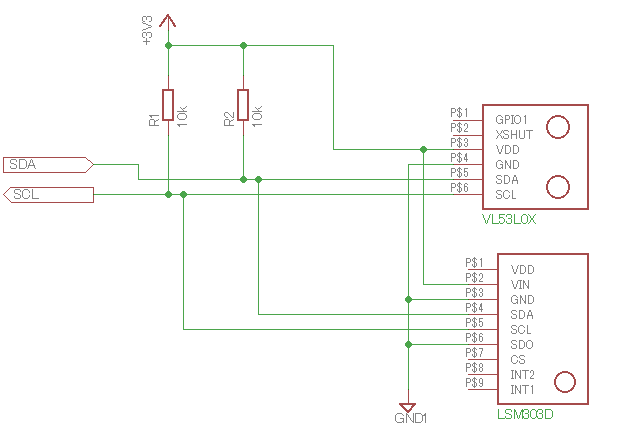 +3V3
R1
10k
R2
10k
SDA
SCL
P$1 GPIO1
P$2 XSHUT
P$3 VDD
P$4 GND
P$5 SDA
P$6 SCL
VL53L0X
P$1 VDD
P$2 VIN
P$3 GND
P$4 SDA
P$5 SCL
P$6 SDO
P$7 CS
P$8 INT2
P$9 INT1
LSM303D
GND1